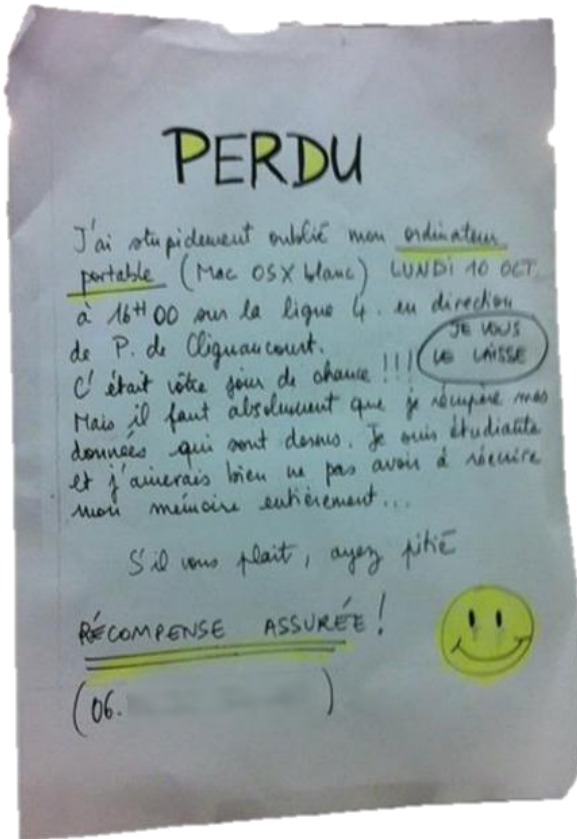 PERDU
J'ai stupidement oublié mon ordinateur
portable (Mac OSX blanc) LUNDI 10 OCT.
à 16H00 sur la ligne 4. en direction
de P. de Clignancourt.
C'était vôtre jour de chance !!!
JE VOUS
LE LAISSE
Mais il faut absolument que je récupère mes
données qui sont dessus. Je suis étudiante
et j'aimerais bien ne pas avoir à réécrire
mon mémoire entièrement...
S'il vous plait, ayez pitié
RÉCOMPENSE ASSURÉE !
(06. )